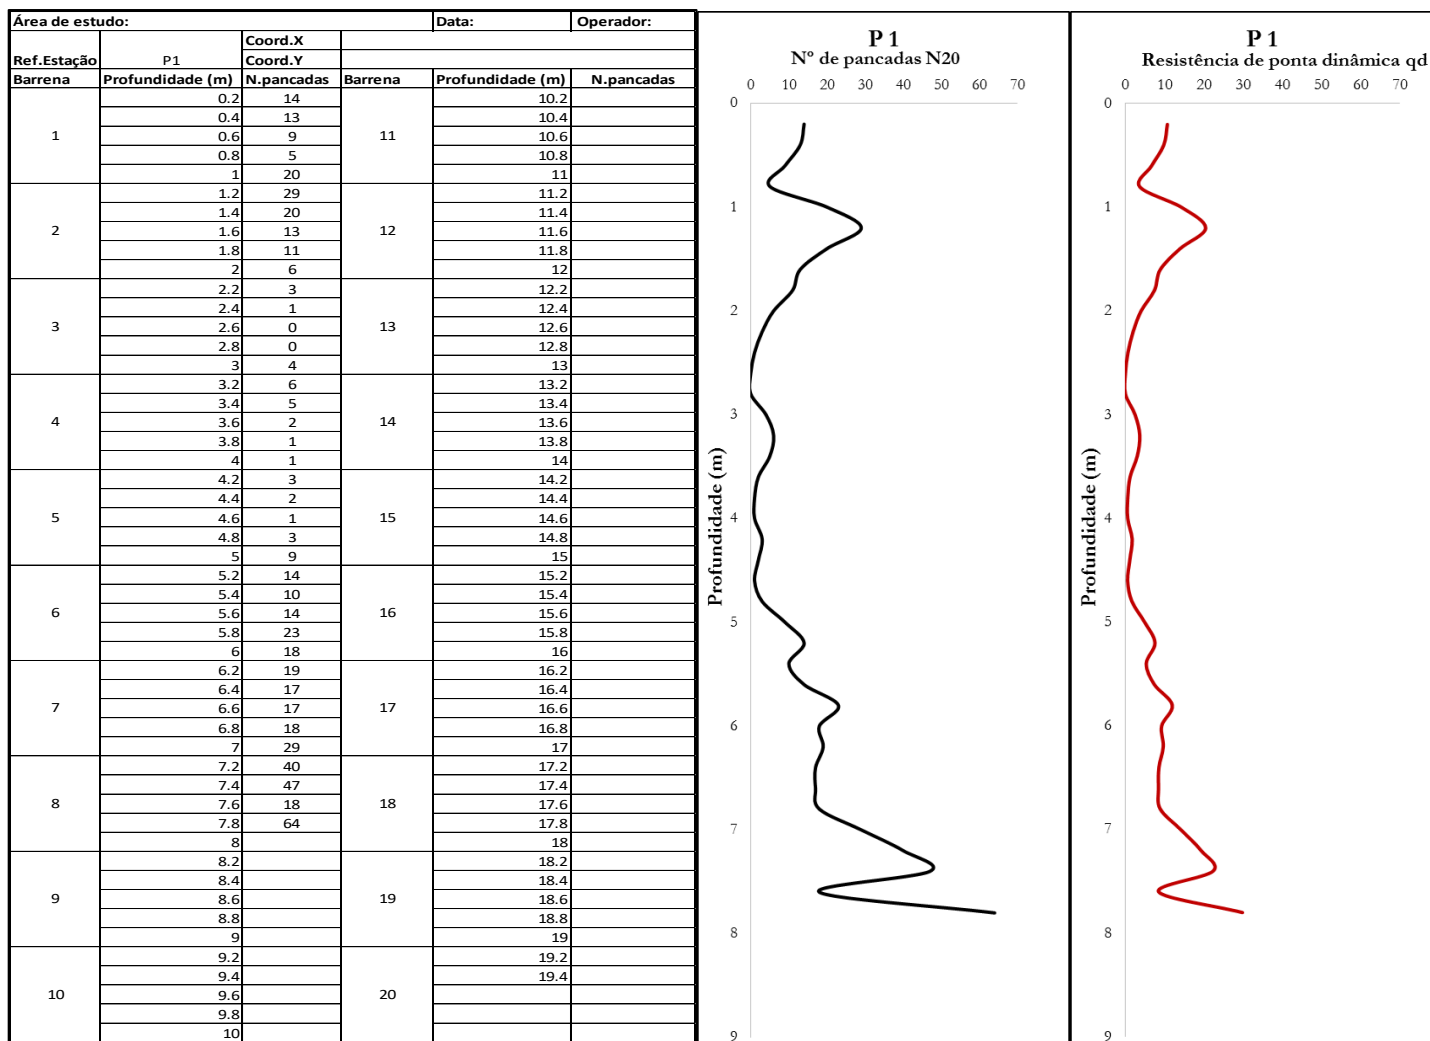 Área de estudo: Data: Operador:
Coord.X
Ref.Estação P1 Coord.Y
Barrena Profundidade (m) N.pancadas Barrena Profundidade (m) N.pancadas
0.2 14 10.2
0.4 13 10.4
1 0.6 9 11 10.6
0.8 5 10.8
1 20 11
1.2 29 11.2
1.4 20 11.4
2 1.6 13 12 11.6
1.8 11 11.8
2 6 12
2.2 3 12.2
2.4 1 12.4
3 2.6 0 13 12.6
2.8 0 12.8
3 4 13
3.2 6 13.2
3.4 5 13.4
4 3.6 2 14 13.6
3.8 1 13.8
4 1 14
4.2 3 14.2
4.4 2 14.4
5 4.6 1 15 14.6
4.8 3 14.8
5 9 15
5.2 14 15.2
5.4 10 15.4
6 5.6 14 16 15.6
5.8 23 15.8
6 18 16
6.2 19 16.2
6.4 17 16.4
7 6.6 17 17 16.6
6.8 18 16.8
7 29 17
7.2 40 17.2
7.4 47 17.4
8 7.6 18 18 17.6
7.8 64 17.8
8 18
8.2 18.2
8.4 18.4
9 8.6 19 18.6
8.8 18.8
9 19
9.2 19.2
9.4 19.4
10 9.6 20
9.8
10
P 1
Nº de pancadas N20
0 10 20 30 40 50 60 70
0
1
2
3
4
5
6
7
8
9
Profundidade (m)
P 1
Resistência de ponta dinâmica qd
0 10 20 30 40 50 60 70
0
1
2
3
4
5
6
7
8
9
Profundidade (m)